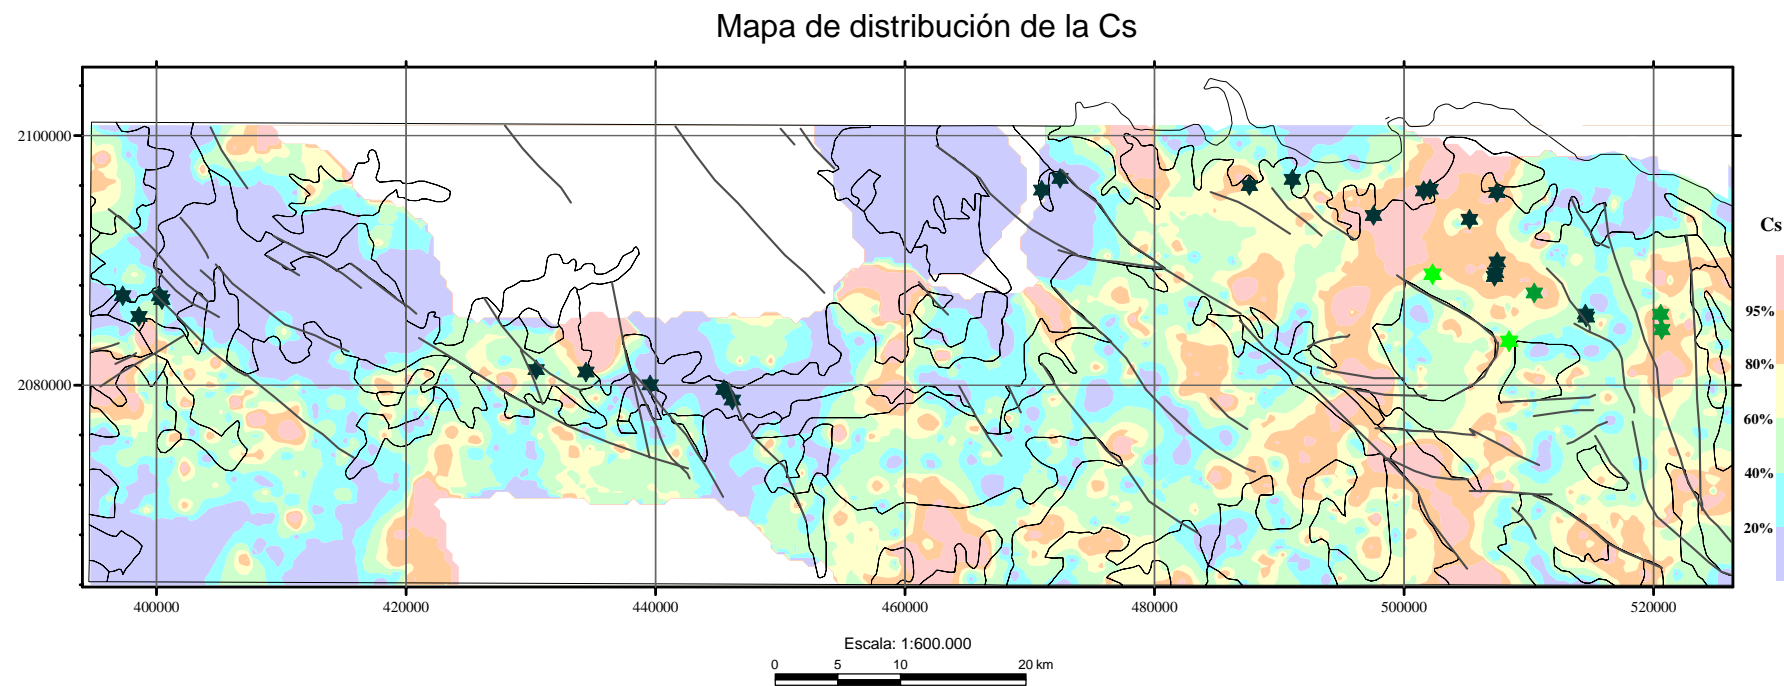 Mapa de distribución de la Cs
2100000
2080000
400000 420000 440000 460000 480000 500000 520000
Cs
95%
80%
60%
40%
20%
Escala: 1:600.000
0 5 10 20 km